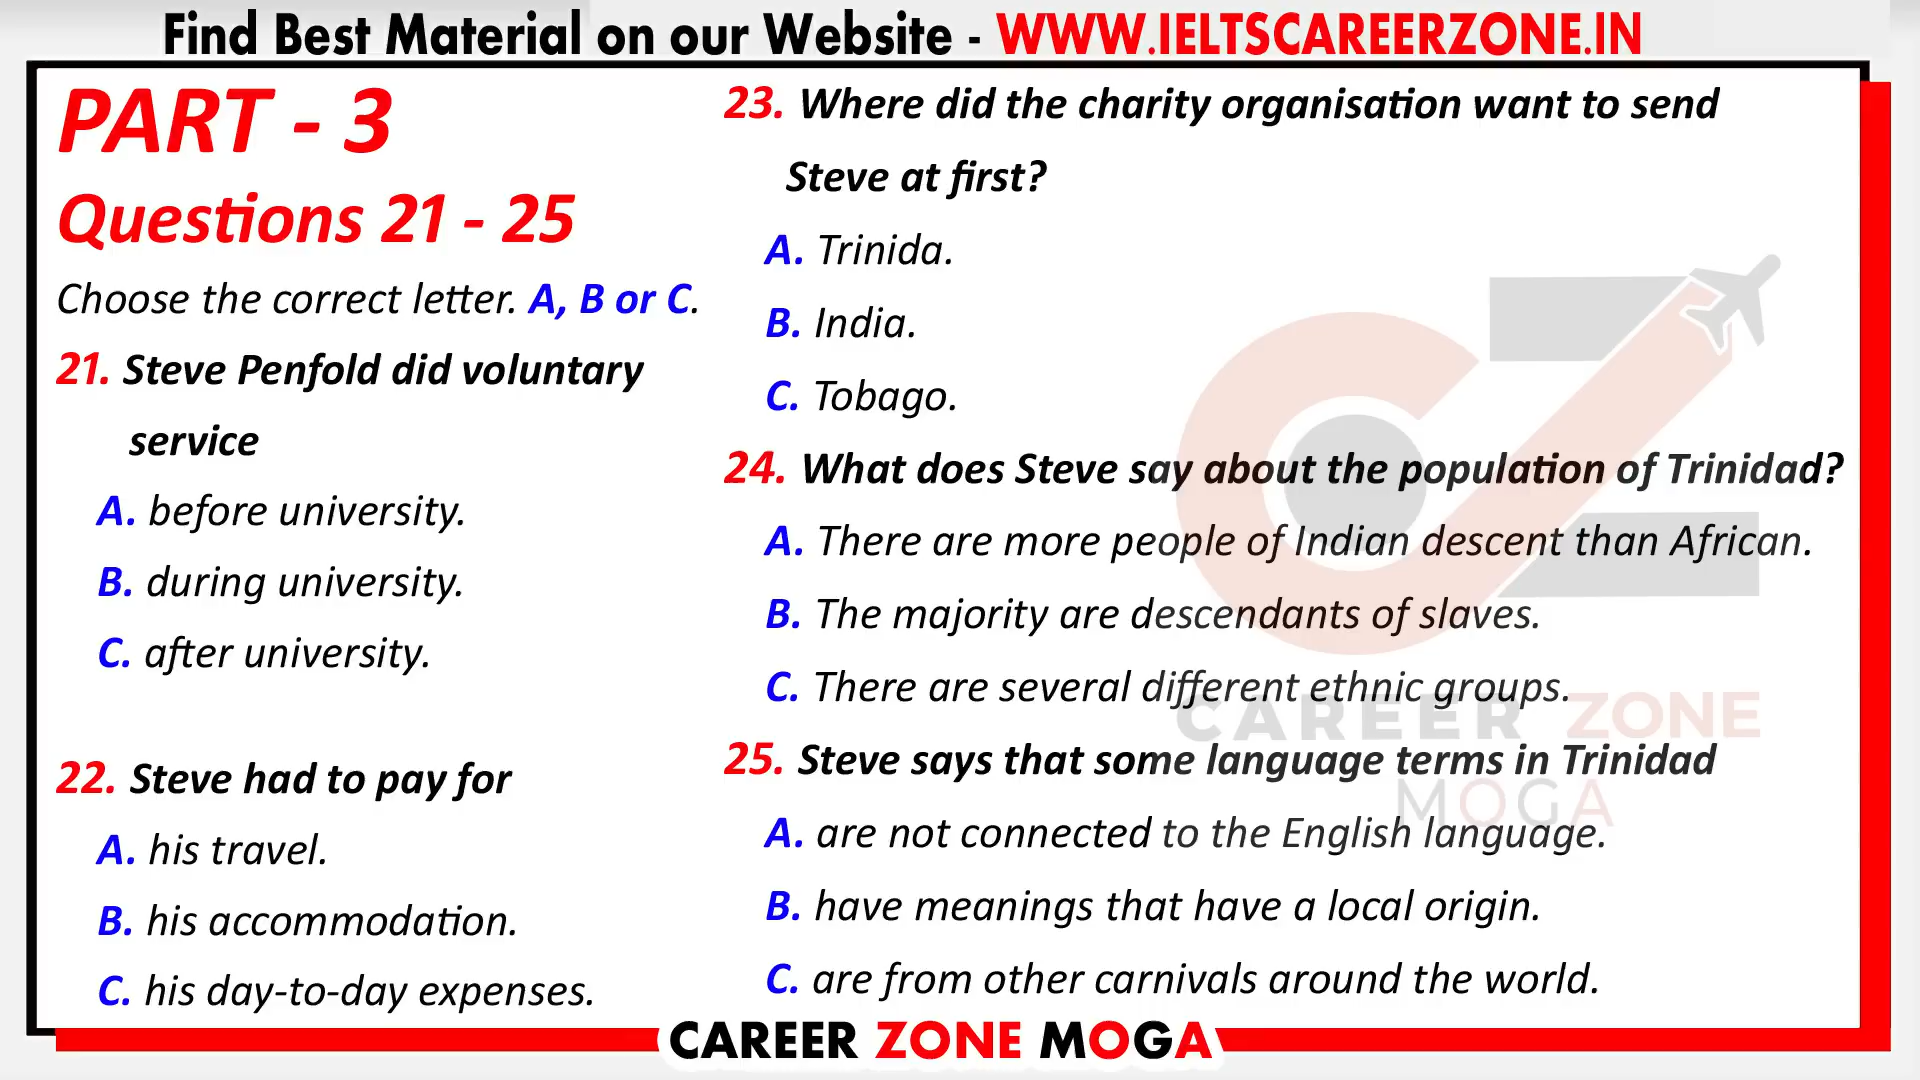 Find Best Material on our Website - WWW.IELTSCAREERZONE.IN
PART - 3
Questions 21 - 25
Choose the correct letter. A, B or C.
21. Steve Penfold did voluntary
service
A. before university.
B. during university.
C. after university.
22. Steve had to pay for
A. his travel.
B. his accommodation.
C. his day-to-day expenses.
23. Where did the charity organisation want to send
Steve at first?
A. Trinida.
B. India.
C. Tobago.
24. What does Steve say about the population of Trinidad?
A. There are more people of Indian descent than African.
B. The majority are descendants of slaves.
C. There are several different ethnic groups.
25. Steve says that some language terms in Trinidad
A. are not connected to the English language.
B. have meanings that have a local origin.
C. are from other carnivals around the world.
CAREER ZONE
MOGA
CAREER ZONE MOGA